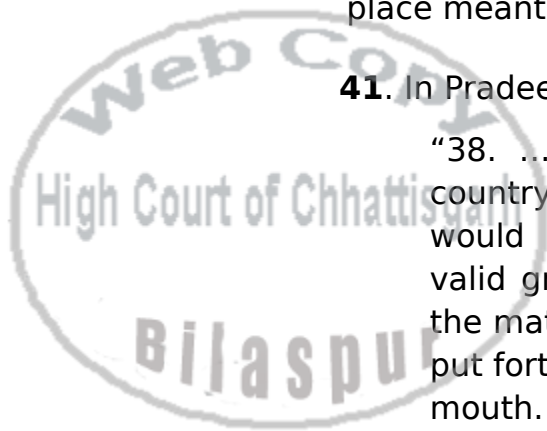 place meant
41. In Pradee
“38. ...
country
would
valid gr
the mat
put forth
mouth.
Web Copy
High Court of Chhattisgarh
Bilaspur